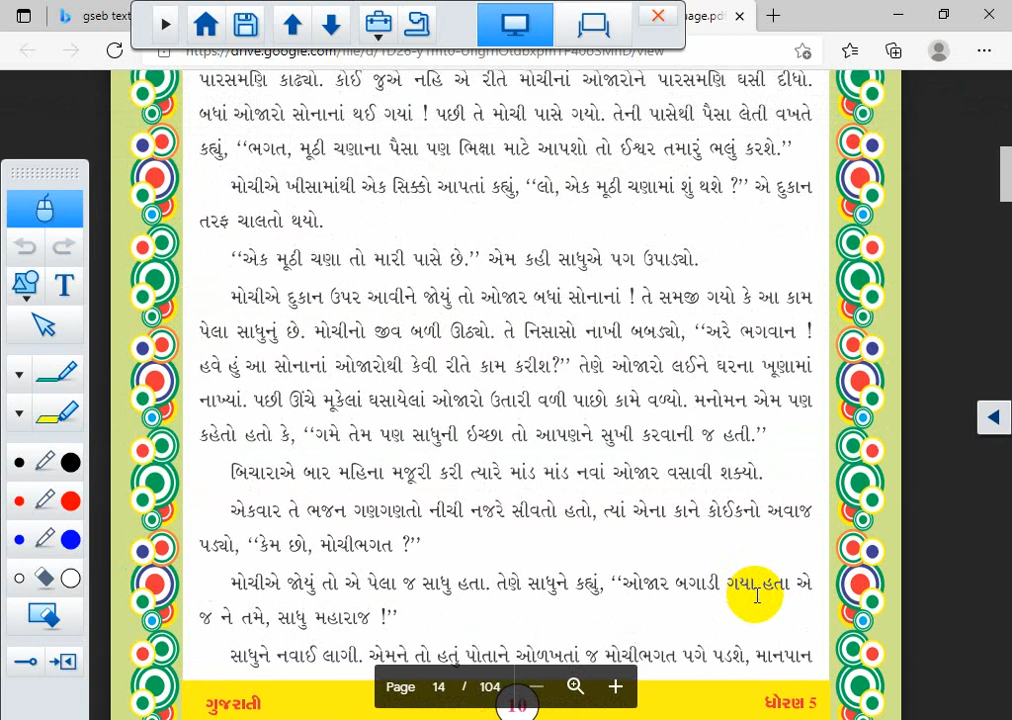 gseb text
uage.pdf
https://drive.google.com/file/d/1D26-y
view
પારસમણિ કાઢ્યો. કોઈ જુએ નહિ એ રીતે મોચીનાં ઓજારોને પારસમણિ ઘસી દીધો.
બધાં ઓજારો સોનાનાં થઈ ગયાં ! પછી તે મોચી પાસે ગયો. તેની પાસેથી પૈસા લેતી વખતે
કહ્યું, ‘‘ભગત, મૂઠી ચણાના પૈસા પણ ભિક્ષા માટે આપશો તો ઈશ્વર તમારું ભલું કરશે.’’
મોચીએ ખીસામાંથી એક સિક્કો આપતાં કહ્યું, ‘‘લો, એક મૂઠી ચણામાં શું થશે ?’’ એ દુકાન
તરફ ચાલતો થયો.
‘‘એક મૂઠી ચણા તો મારી પાસે છે.’’ એમ કહી સાધુએ પગ ઉપાડ્યો.
મોચીએ દુકાન ઉપર આવીને જોયું તો ઓજાર બધાં સોનાનાં ! તે સમજી ગયો કે આ કામ
પેલા સાધુનું છે. મોચીનો જીવ બળી ઊઠ્યો. તે નિસાસો નાખી બબડ્યો, ‘‘અરે ભગવાન !
હવે હું આ સોનાનાં ઓજારોથી કેવી રીતે કામ કરીશ?’’ તેણે ઓજારો લઈને ઘરના ખૂણામાં
નાખ્યાં. પછી ઊંચે મૂકેલાં ઘસાયેલાં ઓજારો ઉતારી વળી પાછો કામે વળ્યો. મનોમન એમ પણ
કહેતો હતો કે, ‘‘ગમે તેમ પણ સાધુની ઇચ્છા તો આપણને સુખી કરવાની જ હતી.’’
બિચારાએ બાર મહિના મજૂરી કરી ત્યારે માંડ માંડ નવાં ઓજાર વસાવી શક્યો.
એકવાર તે ભજન ગણગણતો નીચી નજરે સીવતો હતો, ત્યાં એના કાને કોઈકનો અવાજ
પડ્યો, ‘‘કેમ છો, મોચીભગત ?’’
મોચીએ જોયું તો એ પેલા જ સાધુ હતા. તેણે સાધુને કહ્યું, ‘‘ઓજાર બગાડી ગયા હતા એ
જ ને તમે, સાધુ મહારાજ !’’
સાધુને નવાઈ લાગી. એમને તો હતું પોતાને ઓળખતાં જ મોચીભગત પગે પડશે, માનપાન
Page 14 / 104
ગુજરાતી 10 ધોરણ 5
T